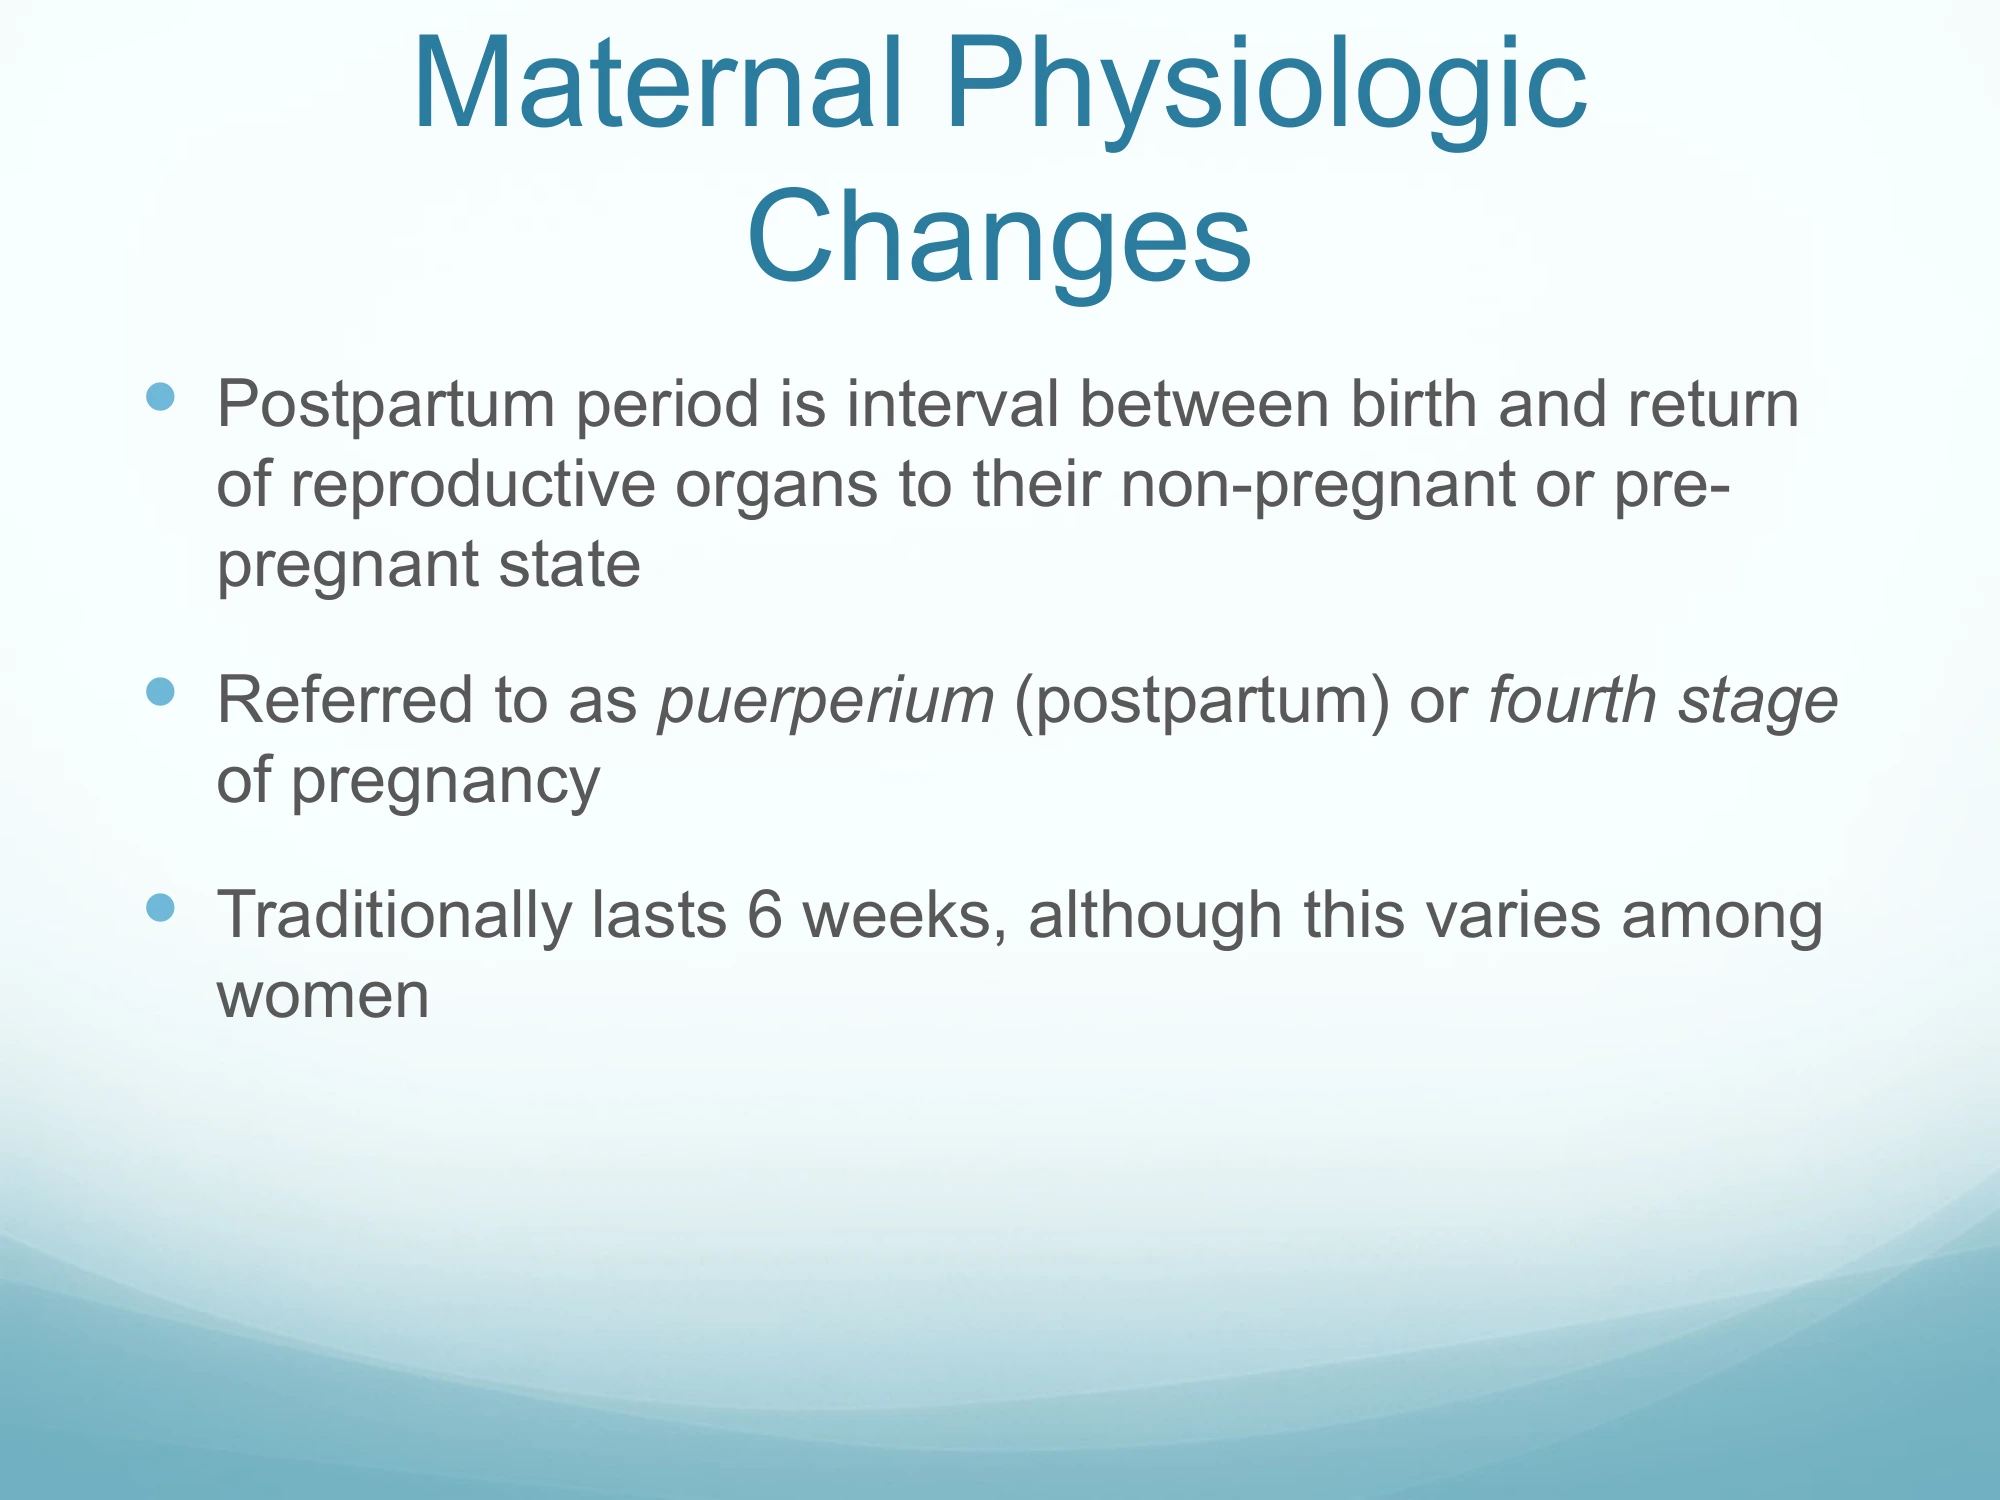 Maternal Physiologic
Changes
• Postpartum period is interval between birth and return
of reproductive organs to their non-pregnant or pre-
pregnant state
• Referred to as puerperium (postpartum) or fourth stage
of pregnancy
• Traditionally lasts 6 weeks, although this varies among
women